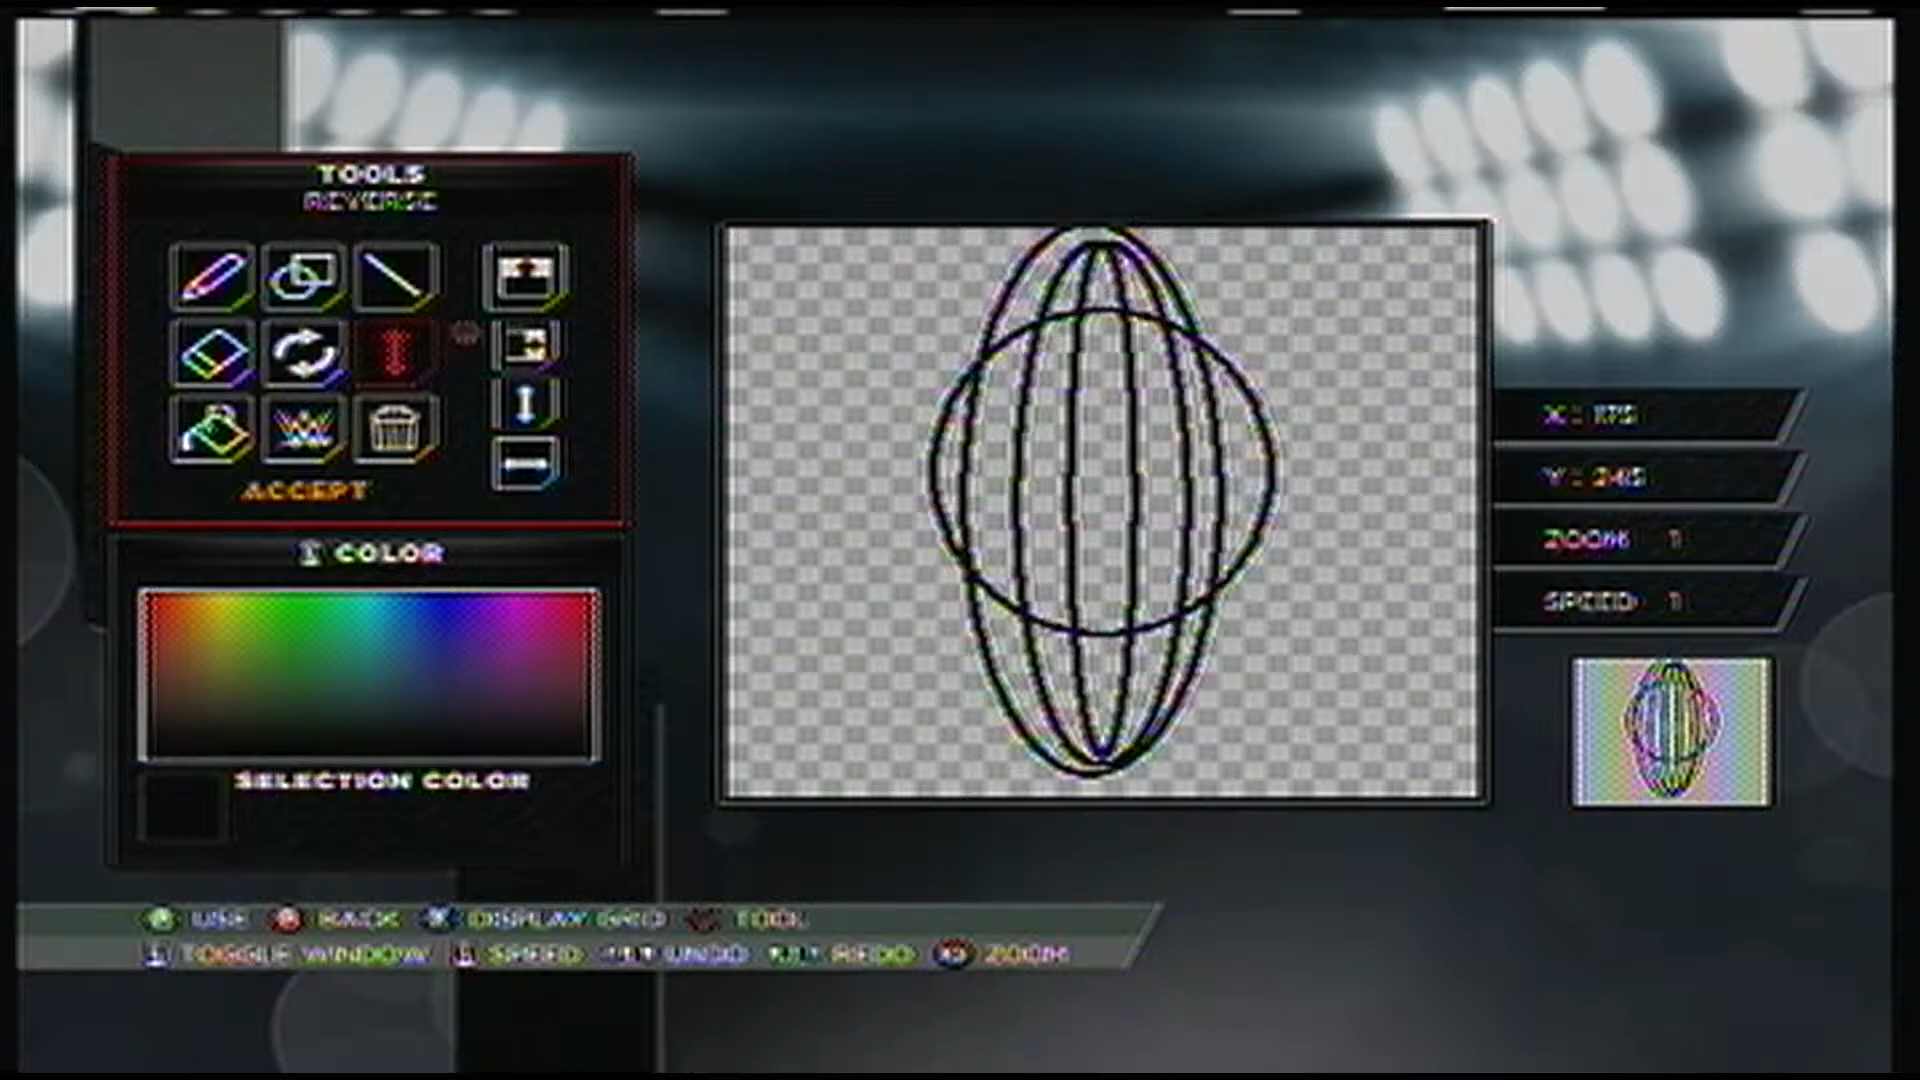 TOOLS
REVERSE
ACCEPT
COLOR
SELECTION COLOR
ZOOM 1
SPEED 1
USE BACK DISPLAY GRID TOOL
TOGGLE WINDOW SPEED UNDO REDO ZOOM